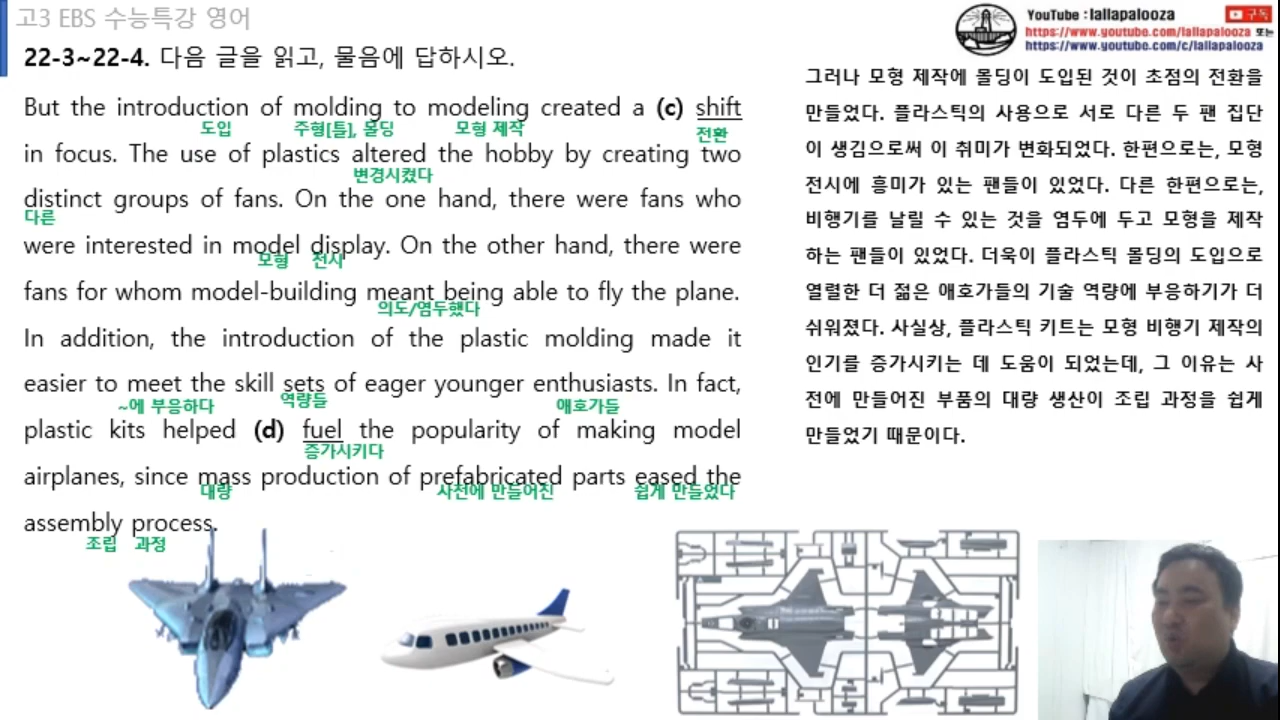 고3 EBS 수능특강 영어
22-3~22-4. 다음 글을 읽고, 물음에 답하시오.
But the introduction of molding to modeling created a (c) shift
도입 주형[틀], 몰딩 모형 제작 전환
in focus. The use of plastics altered the hobby by creating two
변경시켰다
distinct groups of fans. On the one hand, there were fans who
다른
were interested in model display. On the other hand, there were
모형 전시
fans for whom model-building meant being able to fly the plane.
의도/염두했다
In addition, the introduction of the plastic molding made it
easier to meet the skill sets of eager younger enthusiasts. In fact,
~에 부응하다 역량들 애호가들
plastic kits helped (d) fuel the popularity of making model
증가시키다
airplanes, since mass production of prefabricated parts eased the
대량 사전에 만들어진 쉽게 만들었다
assembly process.
조립 과정
YouTube : lallapalooza 구독
https://www.youtube.com/lallapalooza 또는
https://www.youtube.com/c/lallapalooza
그러나 모형 제작에 몰딩이 도입된 것이 초점의 전환을
만들었다. 플라스틱의 사용으로 서로 다른 두 팬 집단
이 생김으로써 이 취미가 변화되었다. 한편으로는, 모형
전시에 흥미가 있는 팬들이 있었다. 다른 한편으로는,
비행기를 날릴 수 있는 것을 염두에 두고 모형을 제작
하는 팬들이 있었다. 더욱이 플라스틱 몰딩의 도입으로
열렬한 더 젊은 애호가들의 기술 역량에 부응하기가 더
쉬워졌다. 사실상, 플라스틱 키트는 모형 비행기 제작의
인기를 증가시키는 데 도움이 되었는데, 그 이유는 사
전에 만들어진 부품의 대량 생산이 조립 과정을 쉽게
만들었기 때문이다.